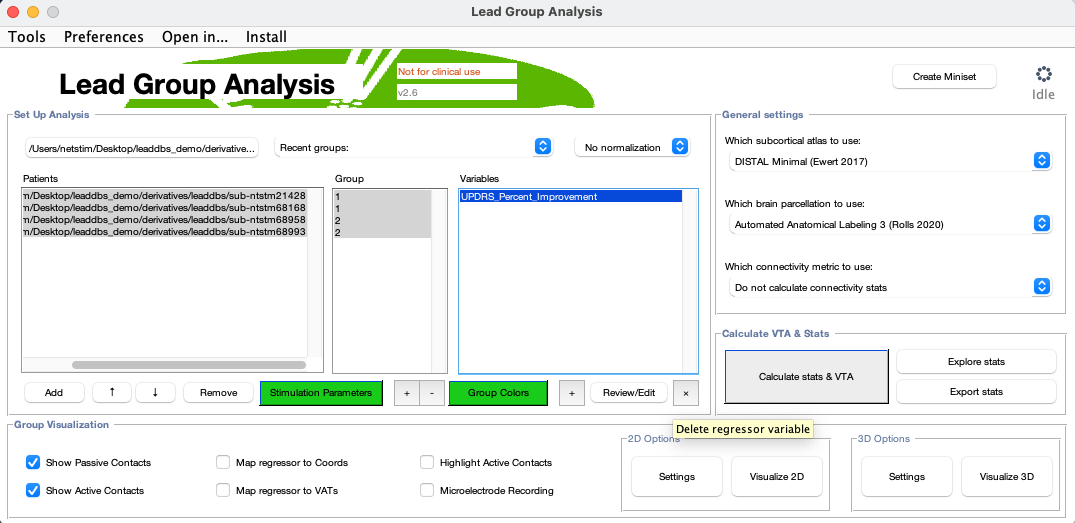 Lead Group Analysis
Tools Preferences Open in... Install
Lead Group Analysis
Not for clinical use
v2.6
Create Miniset
Idle
Set Up Analysis
/Users/netstim/Desktop/leaddbs_demo/derivative...
Recent groups:
No normalization
Patients
Group
Variables
m/Desktop/leaddbs_demo/derivatives/leaddbs/sub-ntstm21428
m/Desktop/leaddbs_demo/derivatives/leaddbs/sub-ntstm68168
m/Desktop/leaddbs_demo/derivatives/leaddbs/sub-ntstm68958
m/Desktop/leaddbs_demo/derivatives/leaddbs/sub-ntstm68993
1
1
2
2
UPDRS_Percent_Improvement
Add ↑ ↓ Remove Stimulation Parameters + - Group Colors + Review/Edit ×
Delete regressor variable
General settings
Which subcortical atlas to use:
DISTAL Minimal (Ewert 2017)
Which brain parcellation to use:
Automated Anatomical Labeling 3 (Rolls 2020)
Which connectivity metric to use:
Do not calculate connectivity stats
Calculate VTA & Stats
Calculate stats & VTA
Explore stats
Export stats
Group Visualization
Show Passive Contacts
Map regressor to Coords
Highlight Active Contacts
Show Active Contacts
Map regressor to VATs
Microelectrode Recording
2D Options
Settings
Visualize 2D
3D Options
Settings
Visualize 3D